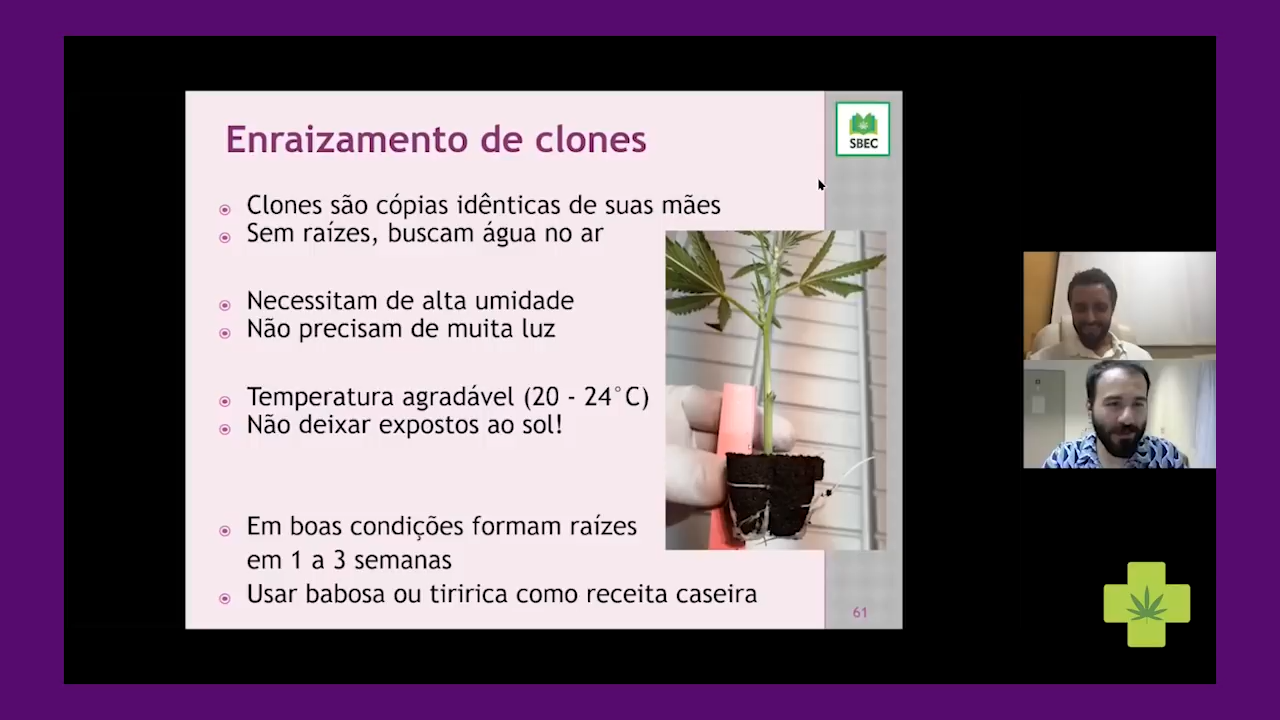 Enraizamento de clones
SBEC
Clones são cópias idênticas de suas mães
Sem raízes, buscam água no ar
Necessitam de alta umidade
Não precisam de muita luz
Temperatura agradável (20 - 24°C)
Não deixar expostos ao sol!
Em boas condições formam raízes
em 1 a 3 semanas
Usar babosa ou tiririca como receita caseira
61